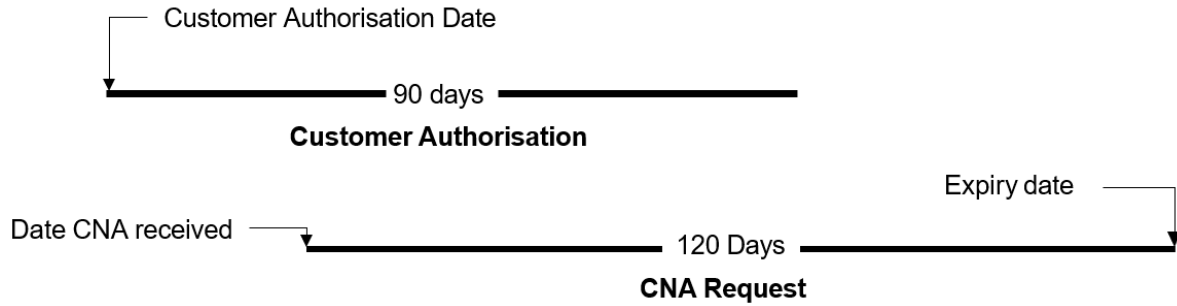 Customer Authorisation Date
90 days
Customer Authorisation
Expiry date
Date CNA received
120 Days
CNA Request